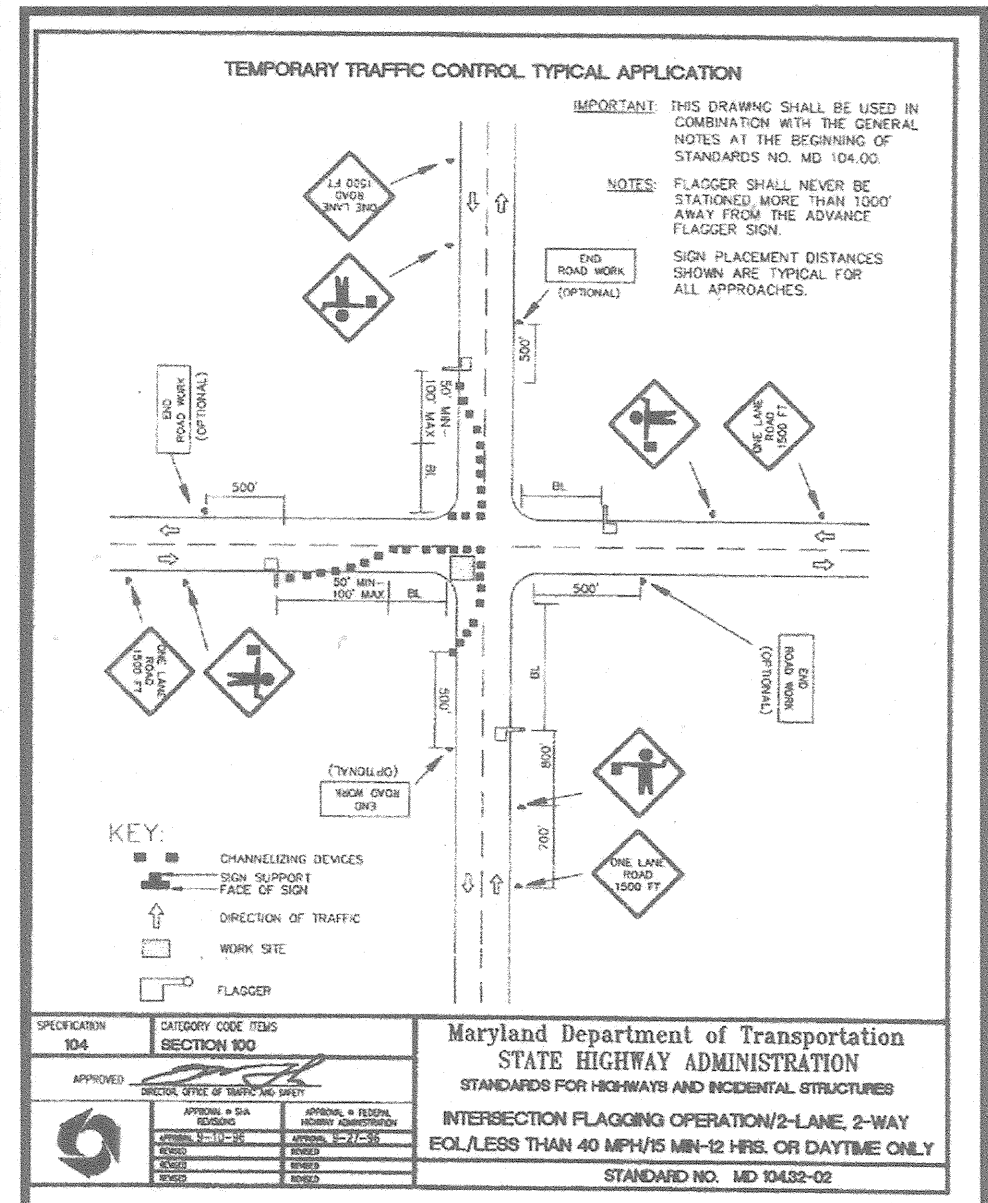 TEMPORARY TRAFFIC CONTROL TYPICAL APPLICATION
IMPORTANT: THIS DRAWING SHALL BE USED IN
COMBINATION WITH THE GENERAL
NOTES AT THE BEGINNING OF
STANDARDS NO. MD 104.00.
NOTES: FLAGGER SHALL NEVER BE
STATIONED MORE THAN 1000'
AWAY FROM THE ADVANCE
FLAGGER SIGN.
SIGN PLACEMENT DISTANCES
SHOWN ARE TYPICAL FOR
ALL APPROACHES.
ONE LANE
ROAD
1500 FT
END
ROAD WORK
(OPTIONAL)
500'
END
ROAD WORK
(OPTIONAL)
50' MIN-
100' MAX
BL
ONE LANE
ROAD
1500 FT
500'
BL
50' MIN-
100' MAX
BL
500'
ONE LANE
ROAD
1500 FT
END
ROAD WORK
(OPTIONAL)
BL
500'
END
ROAD WORK
(OPTIONAL)
800'
700'
ONE LANE
ROAD
1500 FT
KEY:
CHANNELIZING DEVICES
SIGN SUPPORT
FACE OF SIGN
DIRECTION OF TRAFFIC
WORK SITE
FLAGGER
SPECIFICATION
104
CATEGORY CODE ITEMS
SECTION 100
APPROVED
DIRECTOR, OFFICE OF TRAFFIC AND SAFETY
APPROVAL • SHA
REVISIONS
APPROVAL • FEDERAL
HIGHWAY ADMINISTRATION
APPROVAL 9-10-96
APPROVAL 9-27-96
REVISED
REVISED
REVISED
REVISED
REVISED
REVISED
Maryland Department of Transportation
STATE HIGHWAY ADMINISTRATION
STANDARDS FOR HIGHWAYS AND INCIDENTAL STRUCTURES
INTERSECTION FLAGGING OPERATION/2-LANE, 2-WAY
EOL/LESS THAN 40 MPH/15 MIN-12 HRS. OR DAYTIME ONLY
STANDARD NO. MD 104.32-02